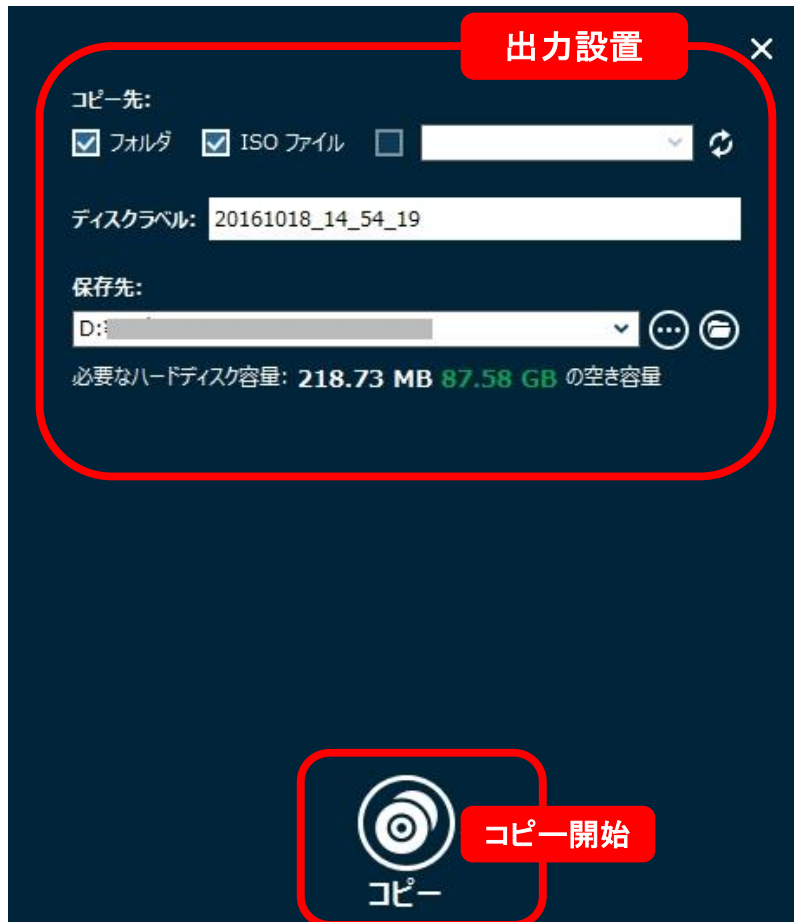 出力設置
コピー先:
フォルダ ISO ファイル
ディスクラベル: 20161018_14_54_19
保存先:
D:
必要なハードディスク容量: 218.73 MB 87.58 GB の空き容量
コピー開始
コピー